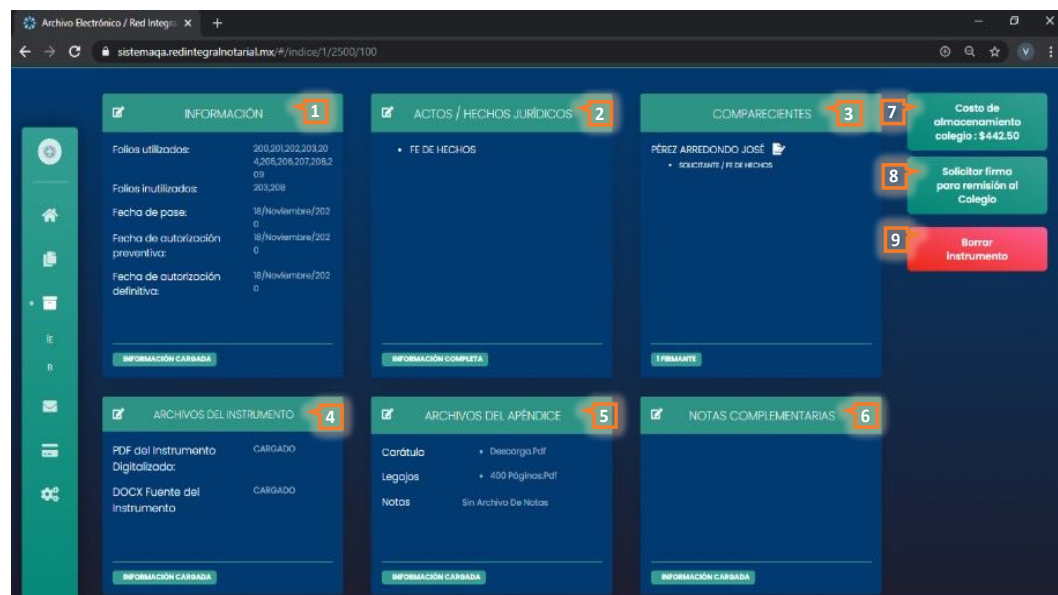 Archivo Electrónico / Red Integra
sistemaqa.redintegralnotarial.mx/#/indice/1/2500/100
V
INFORMACIÓN
1
Folios utilizados:
200,201,202,203,20
4,205,206,207,208,2
09
Folios inutilizados:
203,208
Fecha de pase:
18/Noviembre/202
0
Fecha de autorización
preventiva:
18/Noviembre/202
0
Fecha de autorización
definitiva:
18/Noviembre/202
0
INFORMACIÓN CARGADA
ACTOS / HECHOS JURÍDICOS
2
• FE DE HECHOS
INFORMACIÓN COMPLETA
COMPARECIENTES
3
PÉREZ ARREDONDO JOSÉ
• SOLICITANTE / FE DE HECHOS
1 FIRMANTE
7
Costo de
almacenamiento
colegio : $442.50
8
Solicitar firma
para remisión al
Colegio
9
Borrar
instrumento
ARCHIVOS DEL INSTRUMENTO
4
PDF del Instrumento
Digitalizado:
CARGADO
DOCX Fuente del
Instrumento
CARGADO
INFORMACIÓN CARGADA
ARCHIVOS DEL APÉNDICE
5
Carátula
• Descarga.Pdf
Legajos
• 400 Páginas.Pdf
Notas
Sin Archivo De Notas
INFORMACIÓN CARGADA
NOTAS COMPLEMENTARIAS
6
INFORMACIÓN CARGADA